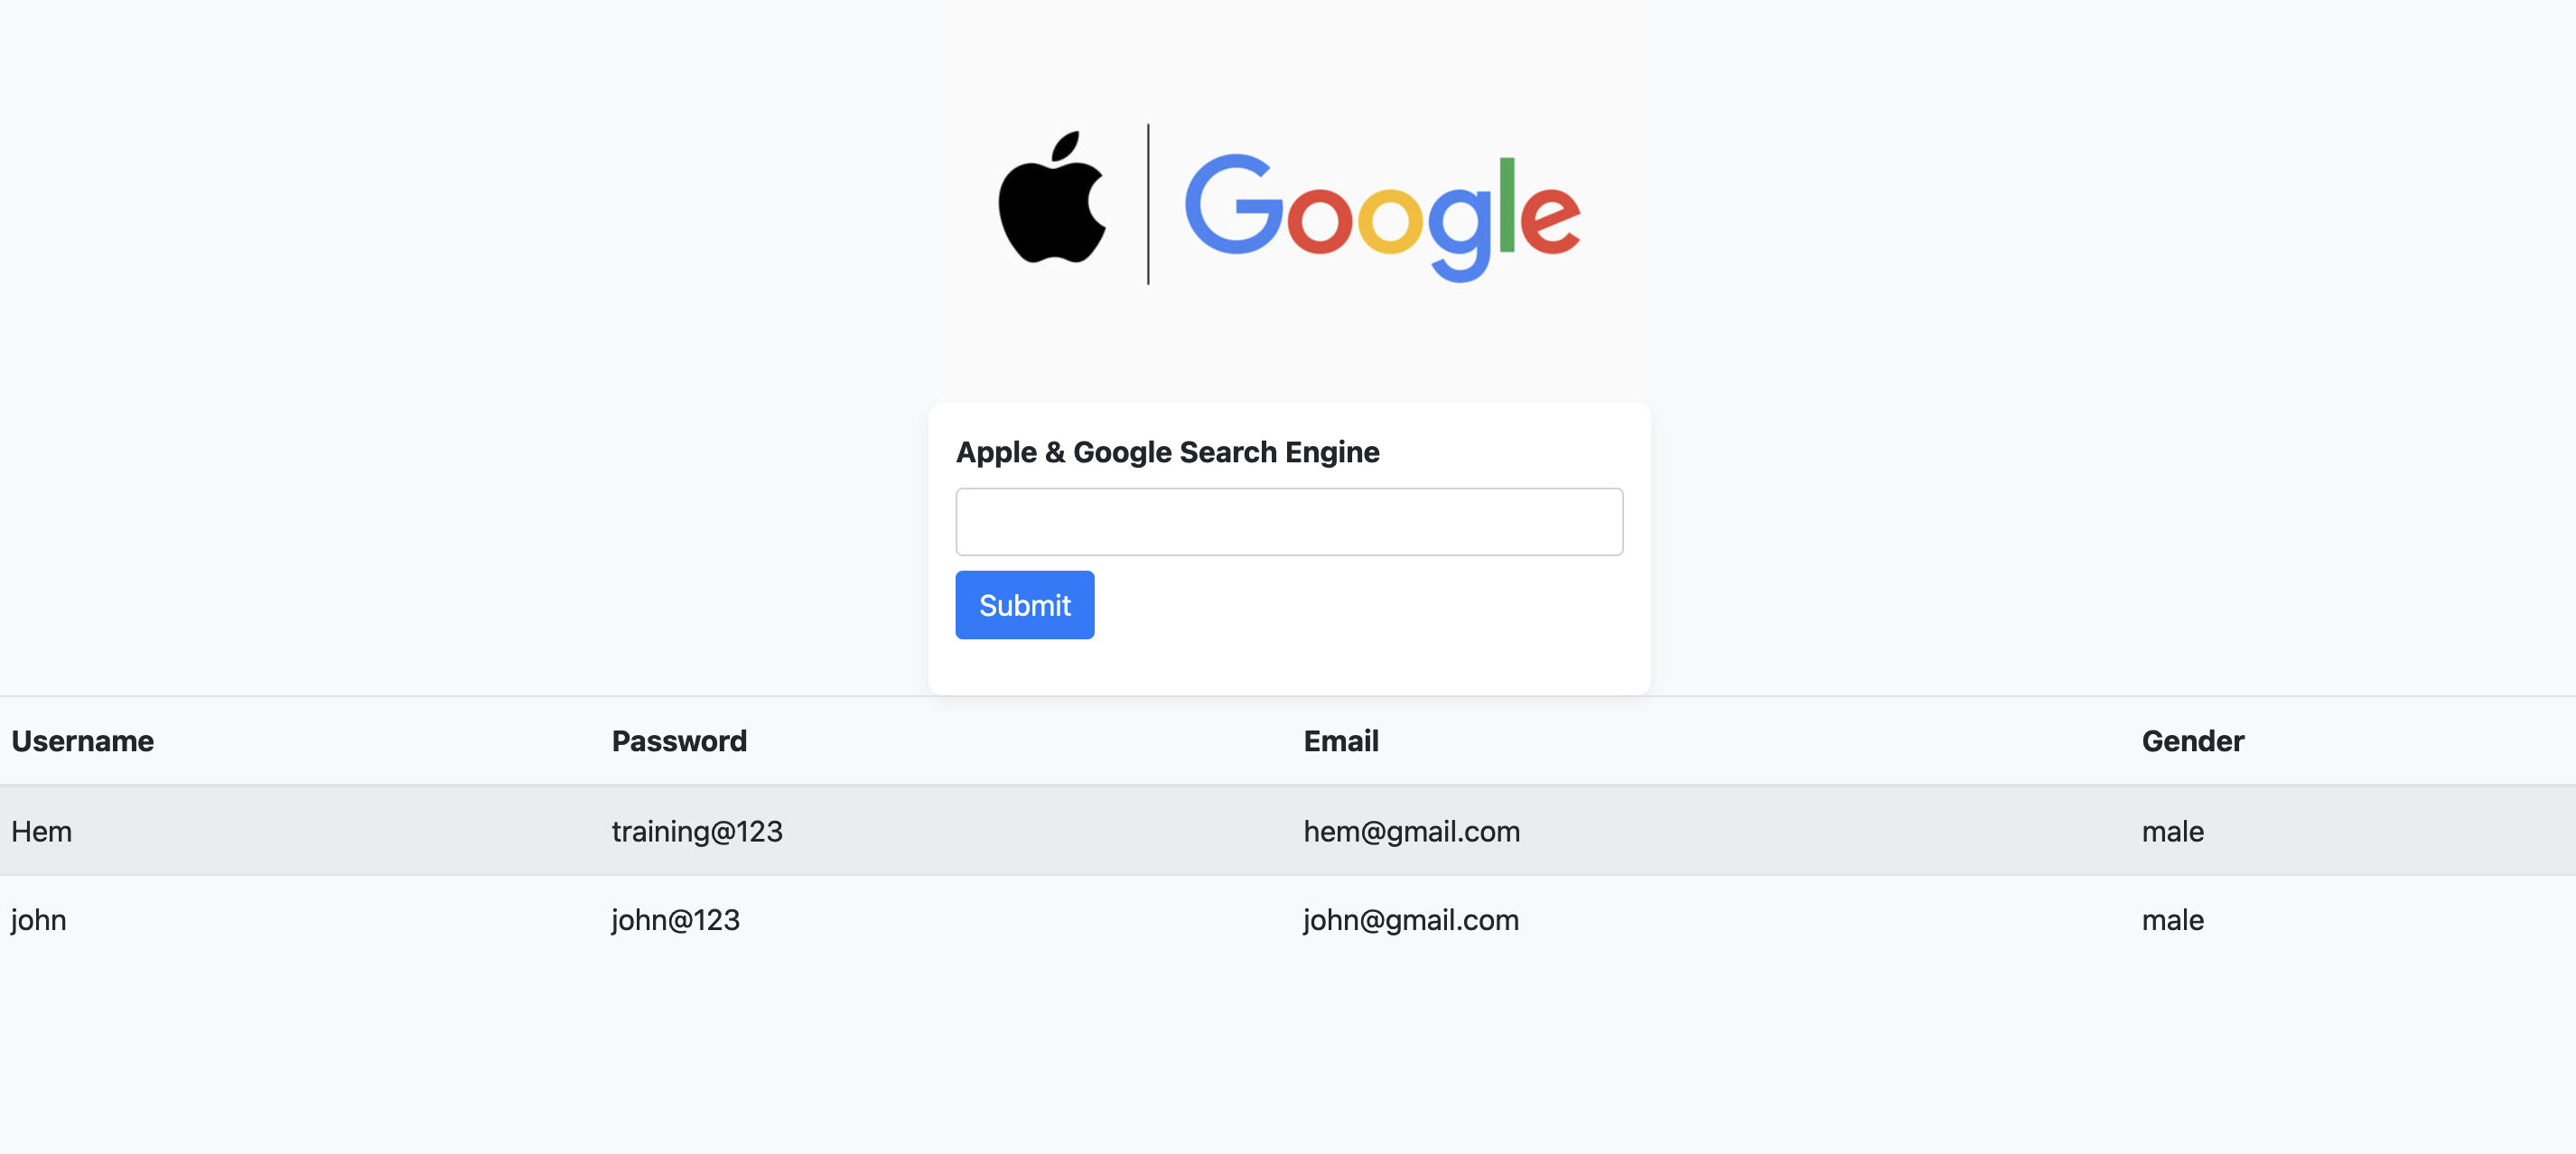 Google
Apple & Google Search Engine
Submit
Username Password Email Gender
Hem training@123 hem@gmail.com male
john john@123 john@gmail.com male